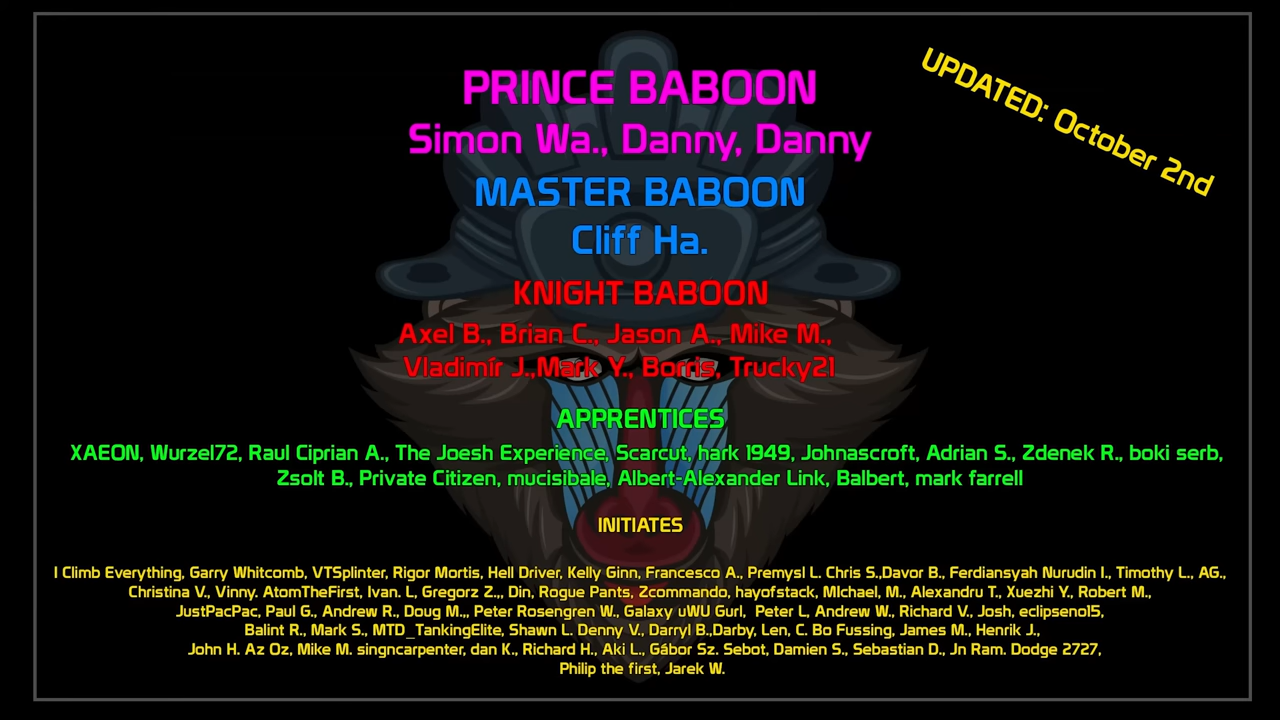 PRINCE BABOON
UPDATED: October 2nd
Simon Wa., Danny, Danny
MASTER BABOON
Cliff Ha.
KNIGHT BABOON
Axel B., Brian C., Jason A., Mike M.,
Vladimír J.,Mark Y., Borris, Trucky21
APPRENTICES
XAEON, Wurzel72, Raul Ciprian A., The Joesh Experience, Scarcut, hark 1949, Johnascroft, Adrian S., Zdenek R., boki serb,
Zsolt B., Private Citizen, mucisibale, Albert-Alexander Link, Balbert, mark farrell
INITIATES
I Climb Everything, Garry Whitcomb, VTSplinter, Rigor Mortis, Hell Driver, Kelly Ginn, Francesco A., Premysl L. Chris S.,Davor B., Ferdiansyah Nurudin I., Timothy L., AG.,
Christina V., Vinny. AtomTheFirst, Ivan. L, Gregorz Z.,, Din, Rogue Pants, Zcommando, hayofstack, MIchael, M., Alexandru T., Xuezhi Y., Robert M.,
JustPacPac, Paul G., Andrew R., Doug M.,, Peter Rosengren W., Galaxy uWU Gurl, Peter L, Andrew W., Richard V., Josh, eclipseno15,
Balint R., Mark S., MTD_TankingElite, Shawn L. Denny V., Darryl B.,Darby, Len, C. Bo Fussing, James M., Henrik J.,
John H. Az Oz, Mike M. singncarpenter, dan K., Richard H., Aki L., Gábor Sz. Sebot, Damien S., Sebastian D., Jn Ram. Dodge 2727,
Philip the first, Jarek W.